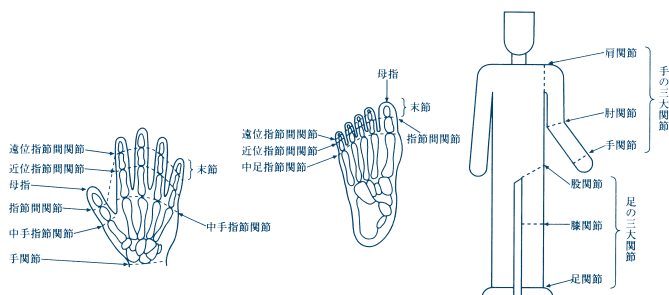 遠位指節間関節
近位指節間関節
母指
指節間関節
中手指節関節
手関節
末節
中手指節関節
母指
末節
指節間関節
遠位指節間関節
近位指節間関節
中足指節関節
肩関節
肘関節
手関節
手の三大関節
股関節
膝関節
足関節
足の三大関節